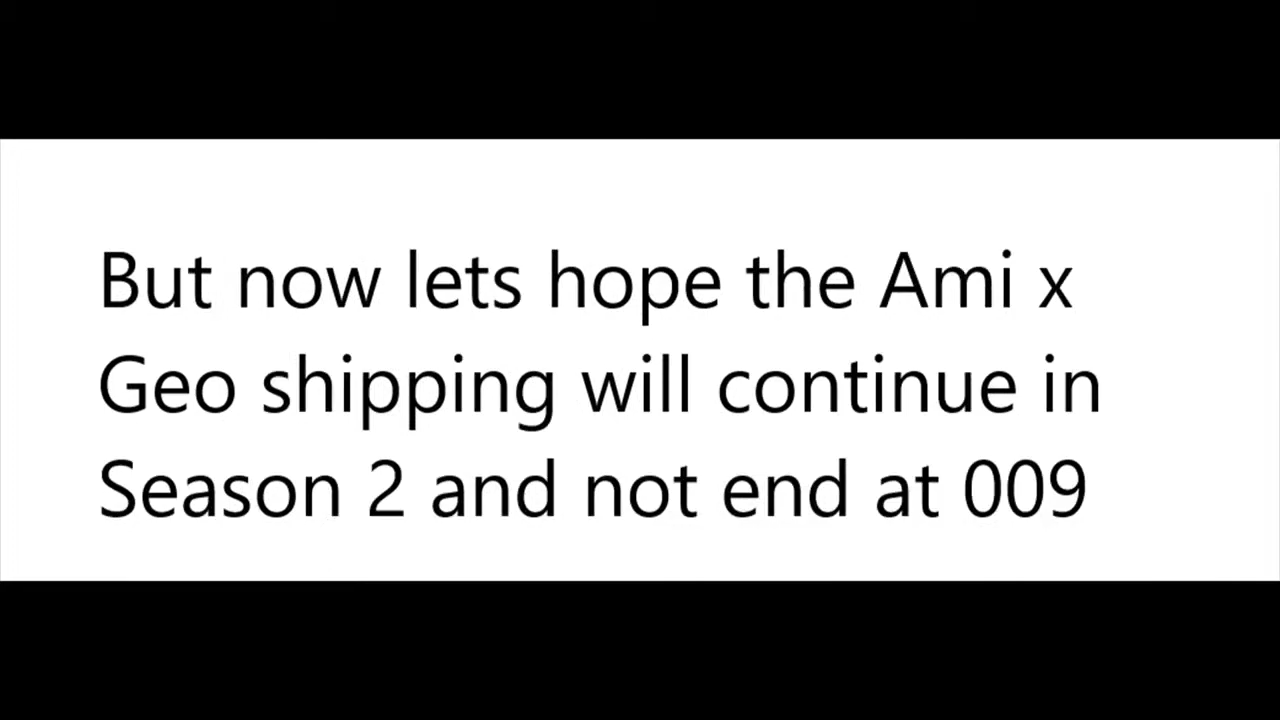 But now lets hope the Ami x
Geo shipping will continue in
Season 2 and not end at 009